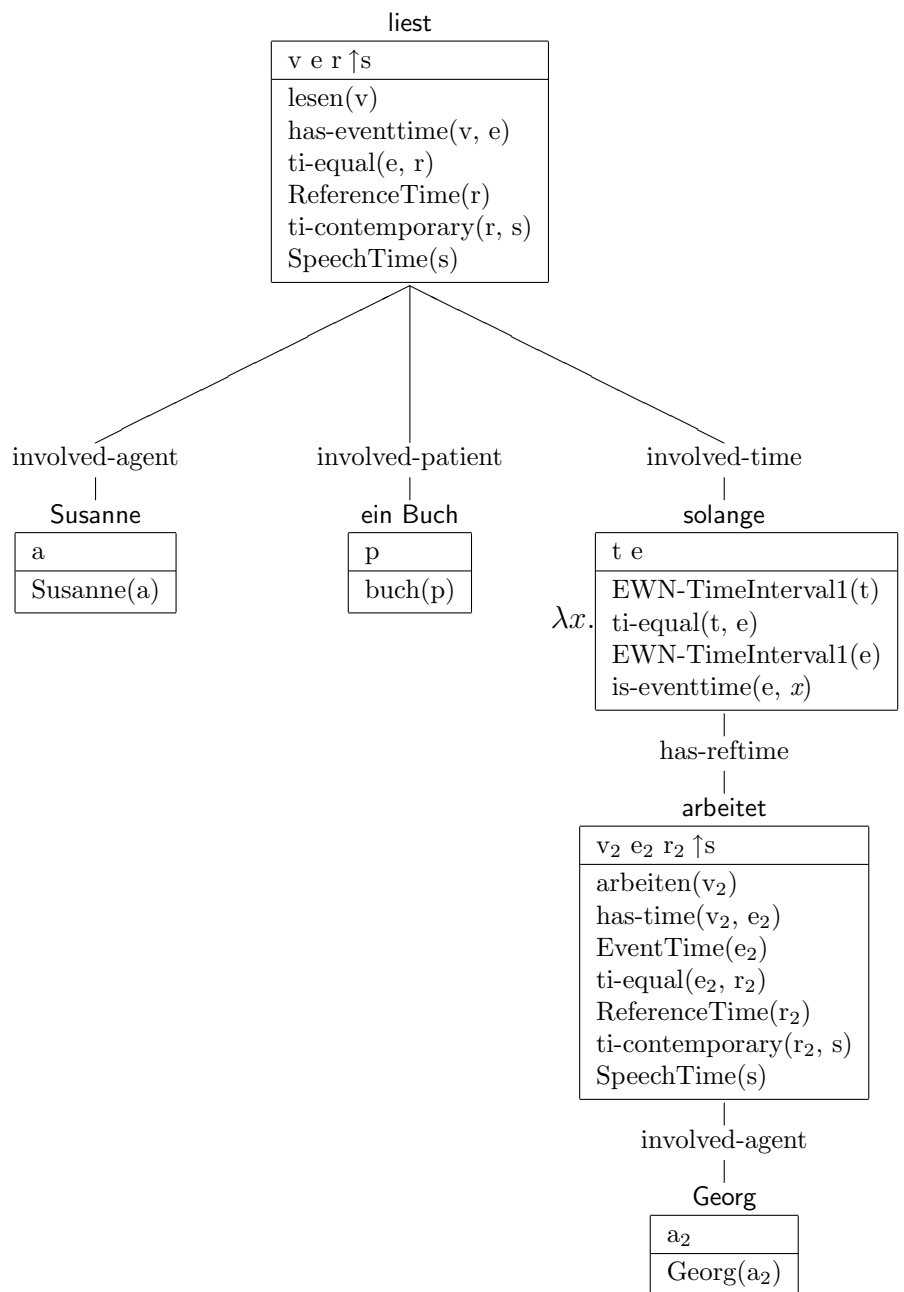 liest
v e r ↑s
lesen(v)
has-eventtime(v, e)
ti-equal(e, r)
ReferenceTime(r)
ti-contemporary(r, s)
SpeechTime(s)
involved-agent
involved-patient
involved-time
Susanne
a
Susanne(a)
ein Buch
p
buch(p)
solange
t e
λx.
EWN-TimeInterval1(t)
ti-equal(t, e)
EWN-TimeInterval1(e)
is-eventtime(e, x)
has-reftime
arbeitet
v₂ e₂ r₂ ↑s
arbeiten(v₂)
has-time(v₂, e₂)
EventTime(e₂)
ti-equal(e₂, r₂)
ReferenceTime(r₂)
ti-contemporary(r₂, s)
SpeechTime(s)
involved-agent
Georg
a₂
Georg(a₂)